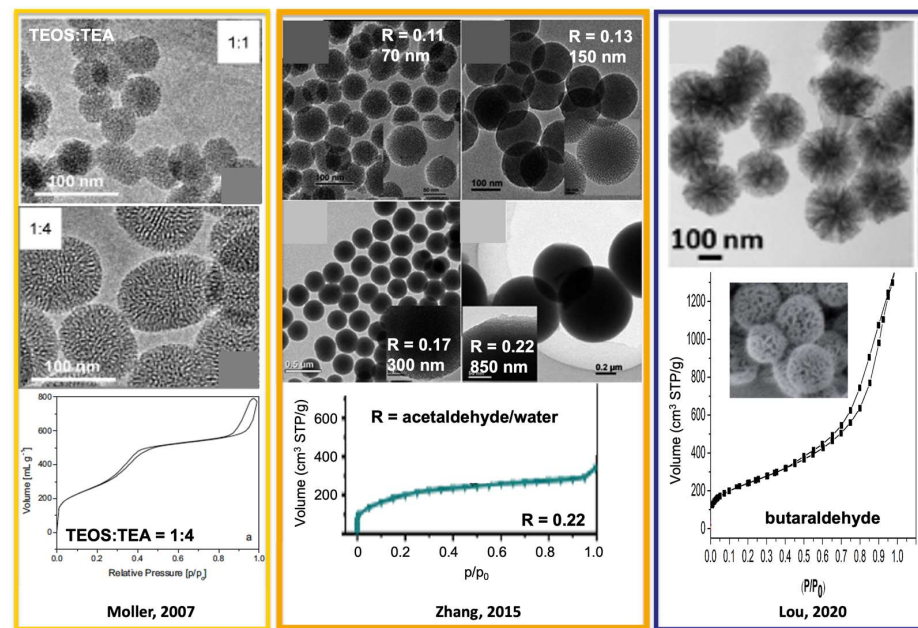 TEOS:TEA
1:1
100 nm
1:4
100 nm
800
600
400
200
0
Volume [mL g⁻¹]
TEOS:TEA = 1:4
a
0.0 0.2 0.4 0.6 0.8 1.0
Relative Pressure [p/p₀]
Moller, 2007
R = 0.11
70 nm
100 nm
R = 0.13
150 nm
100 nm
R = 0.17
300 nm
0.5 µm
R = 0.22
850 nm
0.2 µm
R = acetaldehyde/water
600
400
200
Volume (cm³ STP/g)
R = 0.22
0 0.2 0.4 0.6 0.8 1.0
p/p₀
Zhang, 2015
100 nm
1200
1000
800
600
400
200
0
Volume (cm³ STP/g)
butaraldehyde
0.0 0.1 0.2 0.3 0.4 0.5 0.6 0.7 0.8 0.9 1.0
(P/P₀)
Lou, 2020